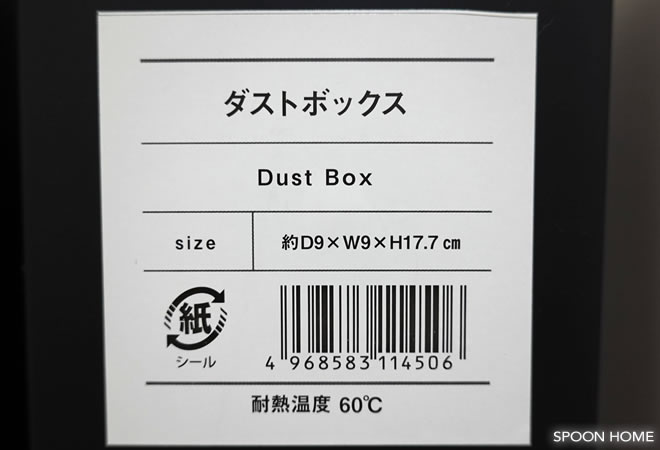 ダストボックス
Dust Box
size 約D9×W9×H17.7㎝
紙
シール
4 968583 114506
耐熱温度 60℃
SPOON HOME